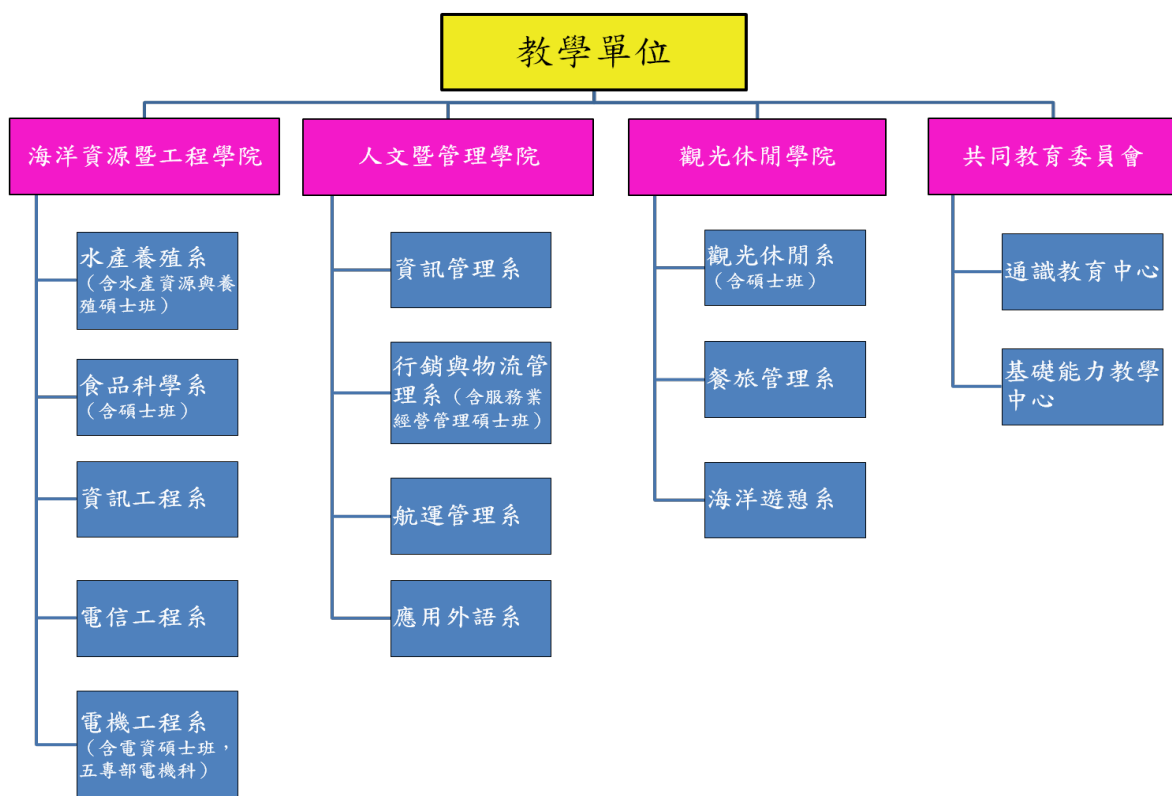 教學單位
海洋資源暨工程學院
人文暨管理學院
觀光休閒學院
共同教育委員會
水產養殖系
（含水產資源與養
殖碩士班）
食品科學系
（含碩士班）
資訊工程系
電信工程系
電機工程系
（含電資碩士班，
五專部電機科）
資訊管理系
行銷與物流管
理系（含服務業
經營管理碩士班）
航運管理系
應用外語系
觀光休閒系
（含碩士班）
餐旅管理系
海洋遊憩系
通識教育中心
基礎能力教學
中心